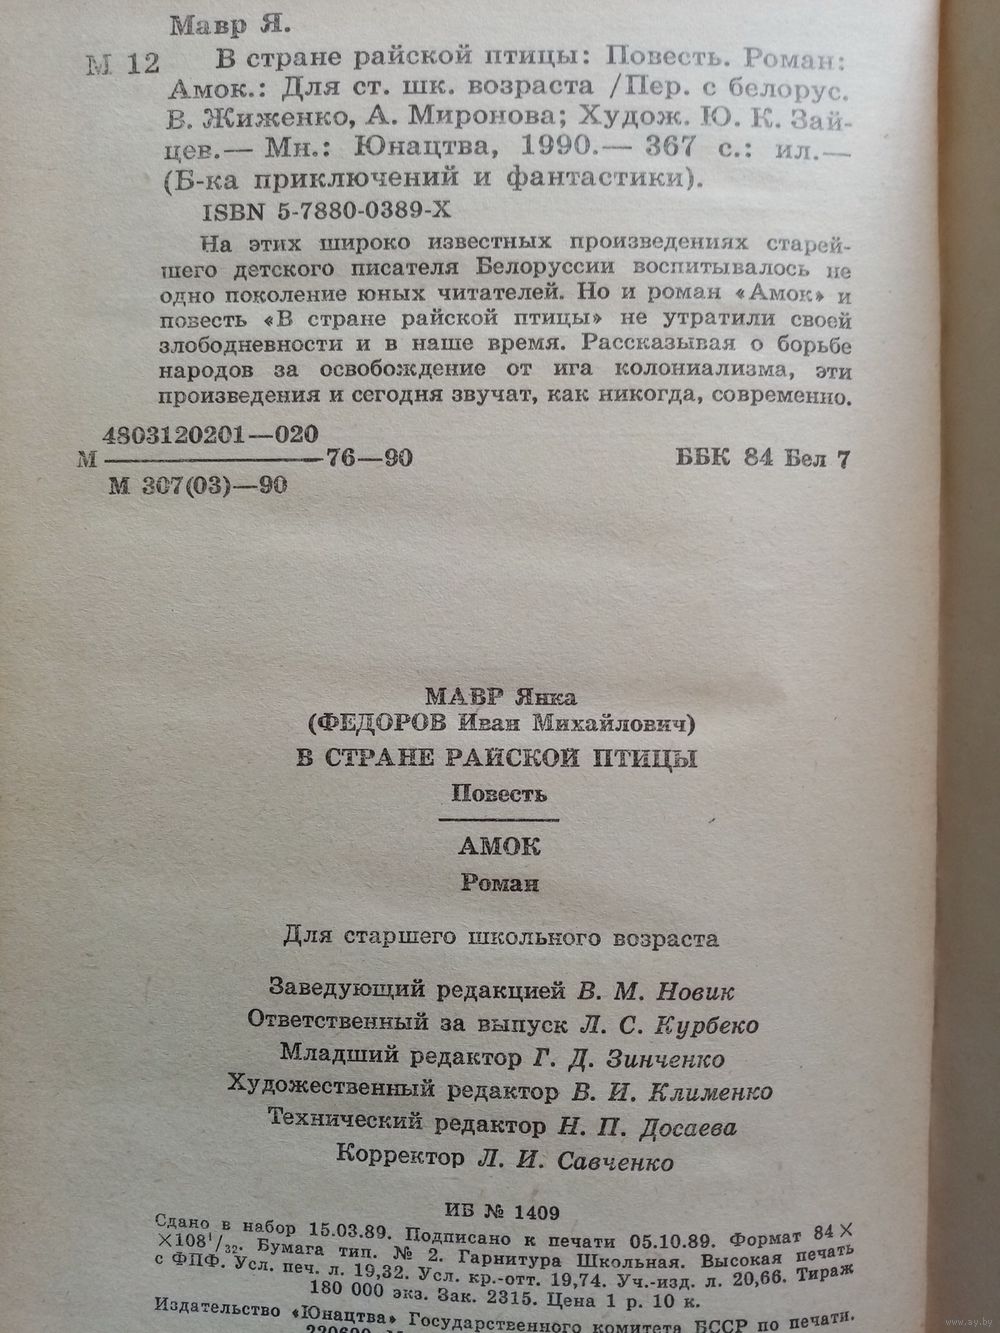 Мавр Я.
М 12 В стране райской птицы: Повесть. Роман:
Амок.: Для ст. шк. возраста /Пер. с белорус.
В. Жиженко, А. Миронова; Худож. Ю. К. Зай-
цев.— Мн.: Юнацтва, 1990.— 367 с.: ил.—
(Б-ка приключений и фантастики).
ISBN 5-7880-0389-X
На этих широко известных произведениях старей-
шего детского писателя Белоруссии воспитывалось не
одно поколение юных читателей. Но и роман «Амок» и
повесть «В стране райской птицы» не утратили своей
злободневности и в наше время. Рассказывая о борьбе
народов за освобождение от ига колониализма, эти
произведения и сегодня звучат, как никогда, современно.
4803120201—020
М ———— 76—90 ББК 84 Бел 7
М 307(03)—90
МАВР Янка
(ФЕДОРОВ Иван Михайлович)
В СТРАНЕ РАЙСКОЙ ПТИЦЫ
Повесть
АМОК
Роман
Для старшего школьного возраста
Заведующий редакцией В. М. Новик
Ответственный за выпуск Л. С. Курбеко
Младший редактор Г. Д. Зинченко
Художественный редактор В. И. Клименко
Технический редактор Н. П. Досаева
Корректор Л. И. Савченко
ИБ № 1409
Сдано в набор 15.03.89. Подписано к печати 05.10.89. Формат 84×
×108¹/₃₂. Бумага тип. № 2. Гарнитура Школьная. Высокая печать
с ФПФ. Усл. печ. л. 19,32. Усл. кр.-отт. 19,74. Уч.-изд. л. 20,66. Тираж
180 000 экз. Зак. 2315. Цена 1 р. 10 к.
Издательство «Юнацтва» Государственного комитета БССР по печати.
www.ay.by